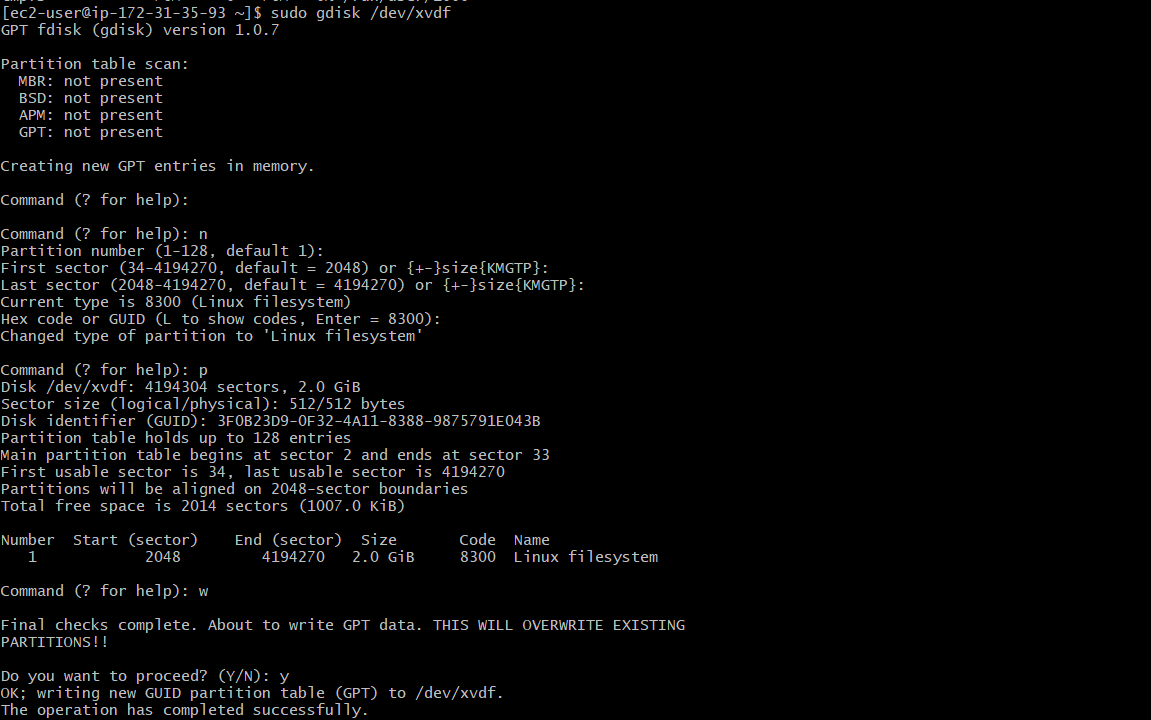 [ec2-user@ip-172-31-35-93 ~]$ sudo gdisk /dev/xvdf
GPT fdisk (gdisk) version 1.0.7
Partition table scan:
  MBR: not present
  BSD: not present
  APM: not present
  GPT: not present
Creating new GPT entries in memory.
Command (? for help):
Command (? for help): n
Partition number (1-128, default 1):
First sector (34-4194270, default = 2048) or {+-}size{KMGTP}:
Last sector (2048-4194270, default = 4194270) or {+-}size{KMGTP}:
Current type is 8300 (Linux filesystem)
Hex code or GUID (L to show codes, Enter = 8300):
Changed type of partition to 'Linux filesystem'
Command (? for help): p
Disk /dev/xvdf: 4194304 sectors, 2.0 GiB
Sector size (logical/physical): 512/512 bytes
Disk identifier (GUID): 3F0B23D9-0F32-4A11-8388-9875791E043B
Partition table holds up to 128 entries
Main partition table begins at sector 2 and ends at sector 33
First usable sector is 34, last usable sector is 4194270
Partitions will be aligned on 2048-sector boundaries
Total free space is 2014 sectors (1007.0 KiB)
Number  Start (sector)    End (sector)  Size       Code  Name
   1            2048         4194270   2.0 GiB     8300  Linux filesystem
Command (? for help): w
Final checks complete. About to write GPT data. THIS WILL OVERWRITE EXISTING
PARTITIONS!!
Do you want to proceed? (Y/N): y
OK; writing new GUID partition table (GPT) to /dev/xvdf.
The operation has completed successfully.